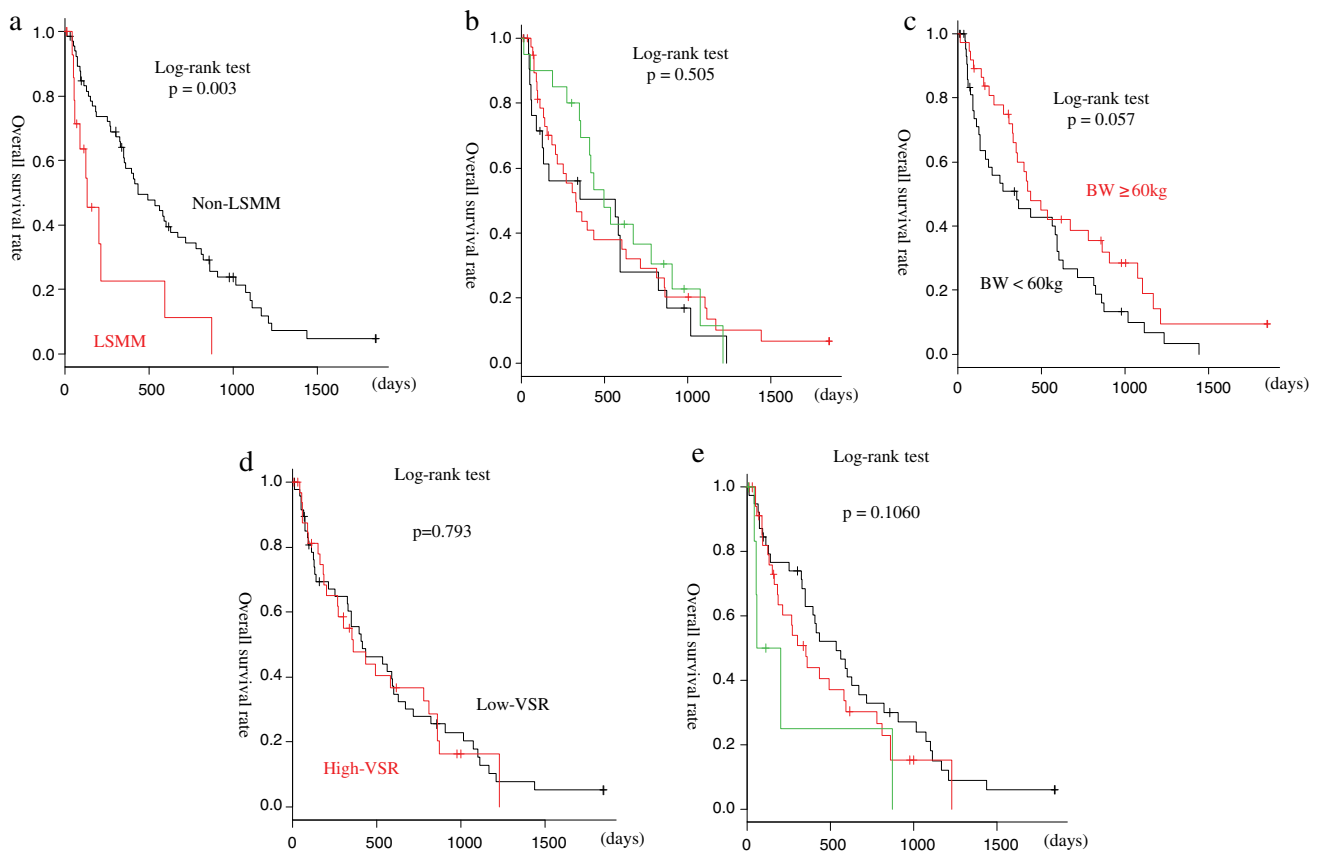 a
Log-rank test
p = 0.003
Overall survival rate
1.0
0.8
0.6
0.4
0.2
0.0
Non-LSMM
LSMM
0
500
1000
1500
(days)
b
Log-rank test
p = 0.505
Overall survival rate
1.0
0.8
0.6
0.4
0.2
0.0
0
500
1000
1500
(days)
c
Log-rank test
p = 0.057
Overall survival rate
1.0
0.8
0.6
0.4
0.2
0.0
BW ≥ 60kg
BW < 60kg
0
500
1000
1500
(days)
d
Log-rank test
p=0.793
Overall survival rate
1.0
0.8
0.6
0.4
0.2
0.0
Low-VSR
High-VSR
0
500
1000
1500
(days)
e
Log-rank test
p = 0.1060
Overall survival rate
1.0
0.8
0.6
0.4
0.2
0.0
0
500
1000
1500
(days)